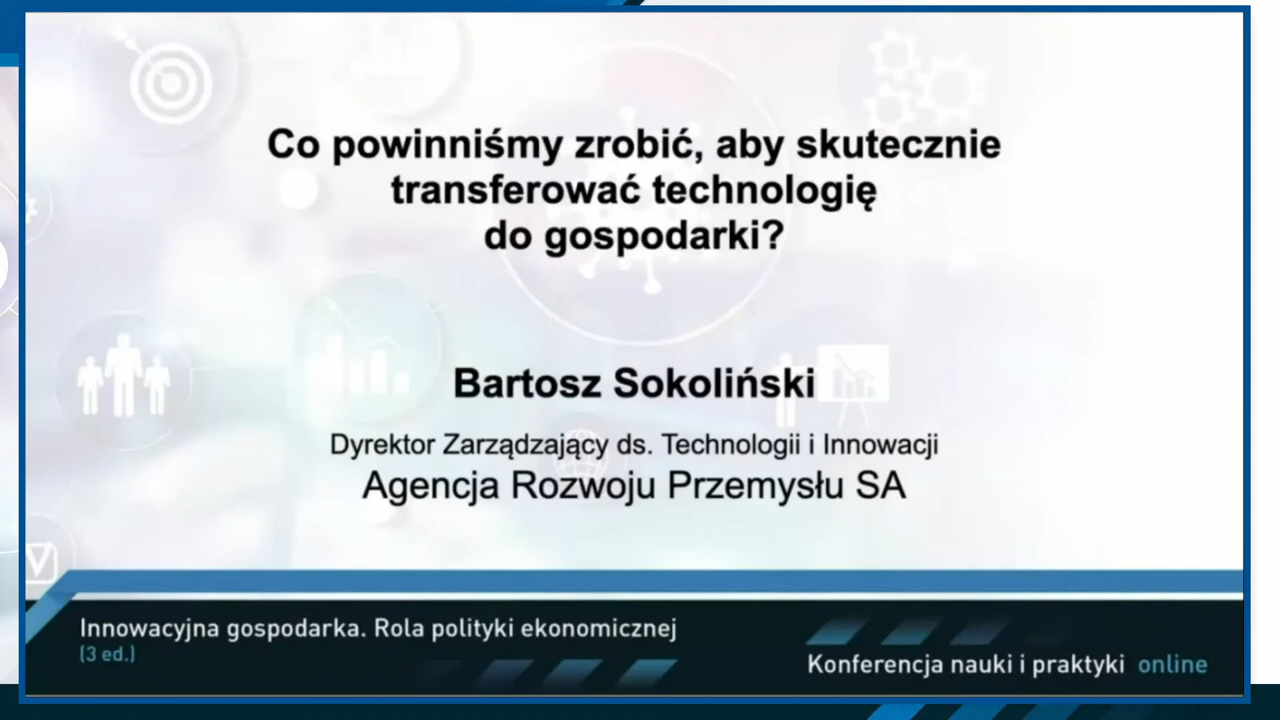 Co powinniśmy zrobić, aby skutecznie
transferować technologię
do gospodarki?
Bartosz Sokoliński
Dyrektor Zarządzający ds. Technologii i Innowacji
Agencja Rozwoju Przemysłu SA
Innowacyjna gospodarka. Rola polityki ekonomicznej
(3 ed.)
Konferencja nauki i praktyki online